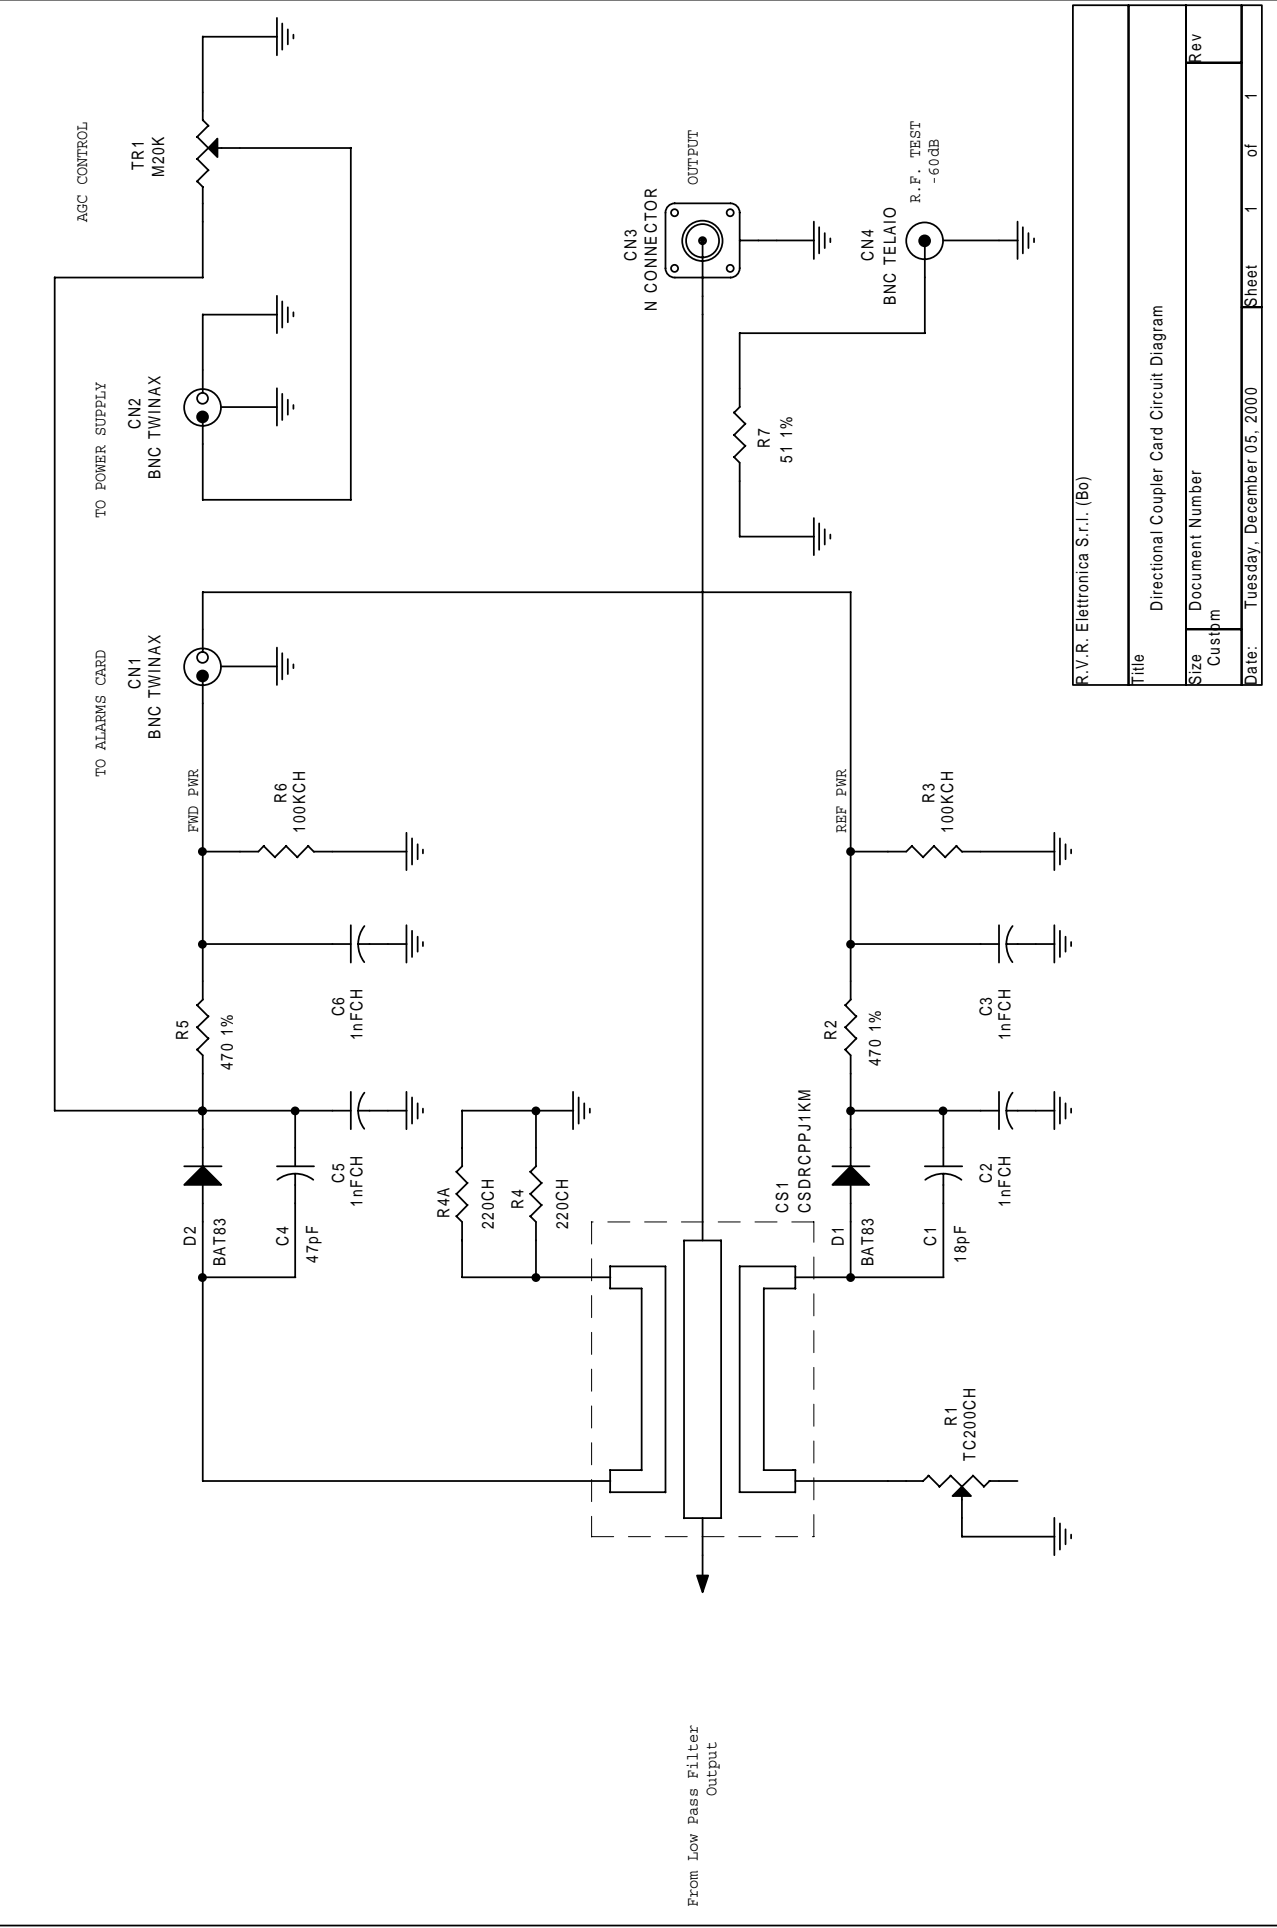 AGC CONTROL
TR1
M20K
TO POWER SUPPLY
CN2
BNC TWINAX
TO ALARMS CARD
CN1
BNC TWINAX
FWD PWR
R6
100KCH
R5
470 1%
C6
1nFCH
D2
BAT83
C4
47pF
C5
1nFCH
R4A
220CH
R4
220CH
CN3
N CONNECTOR
OUTPUT
CN4
BNC TELAIO
R.F. TEST
-60dB
R7
51 1%
REF PWR
R3
100KCH
R2
470 1%
C3
1nFCH
CS1
CSDRCPPJ1KM
D1
BAT83
C1
18pF
C2
1nFCH
R1
TC200CH
From Low Pass Filter
Output
R.V.R. Elettronica S.r.l. (Bo)
Title
Directional Coupler Card Circuit Diagram
Size
Document Number
Rev
Custom
Date:
Tuesday, December 05, 2000
Sheet
1
of
1